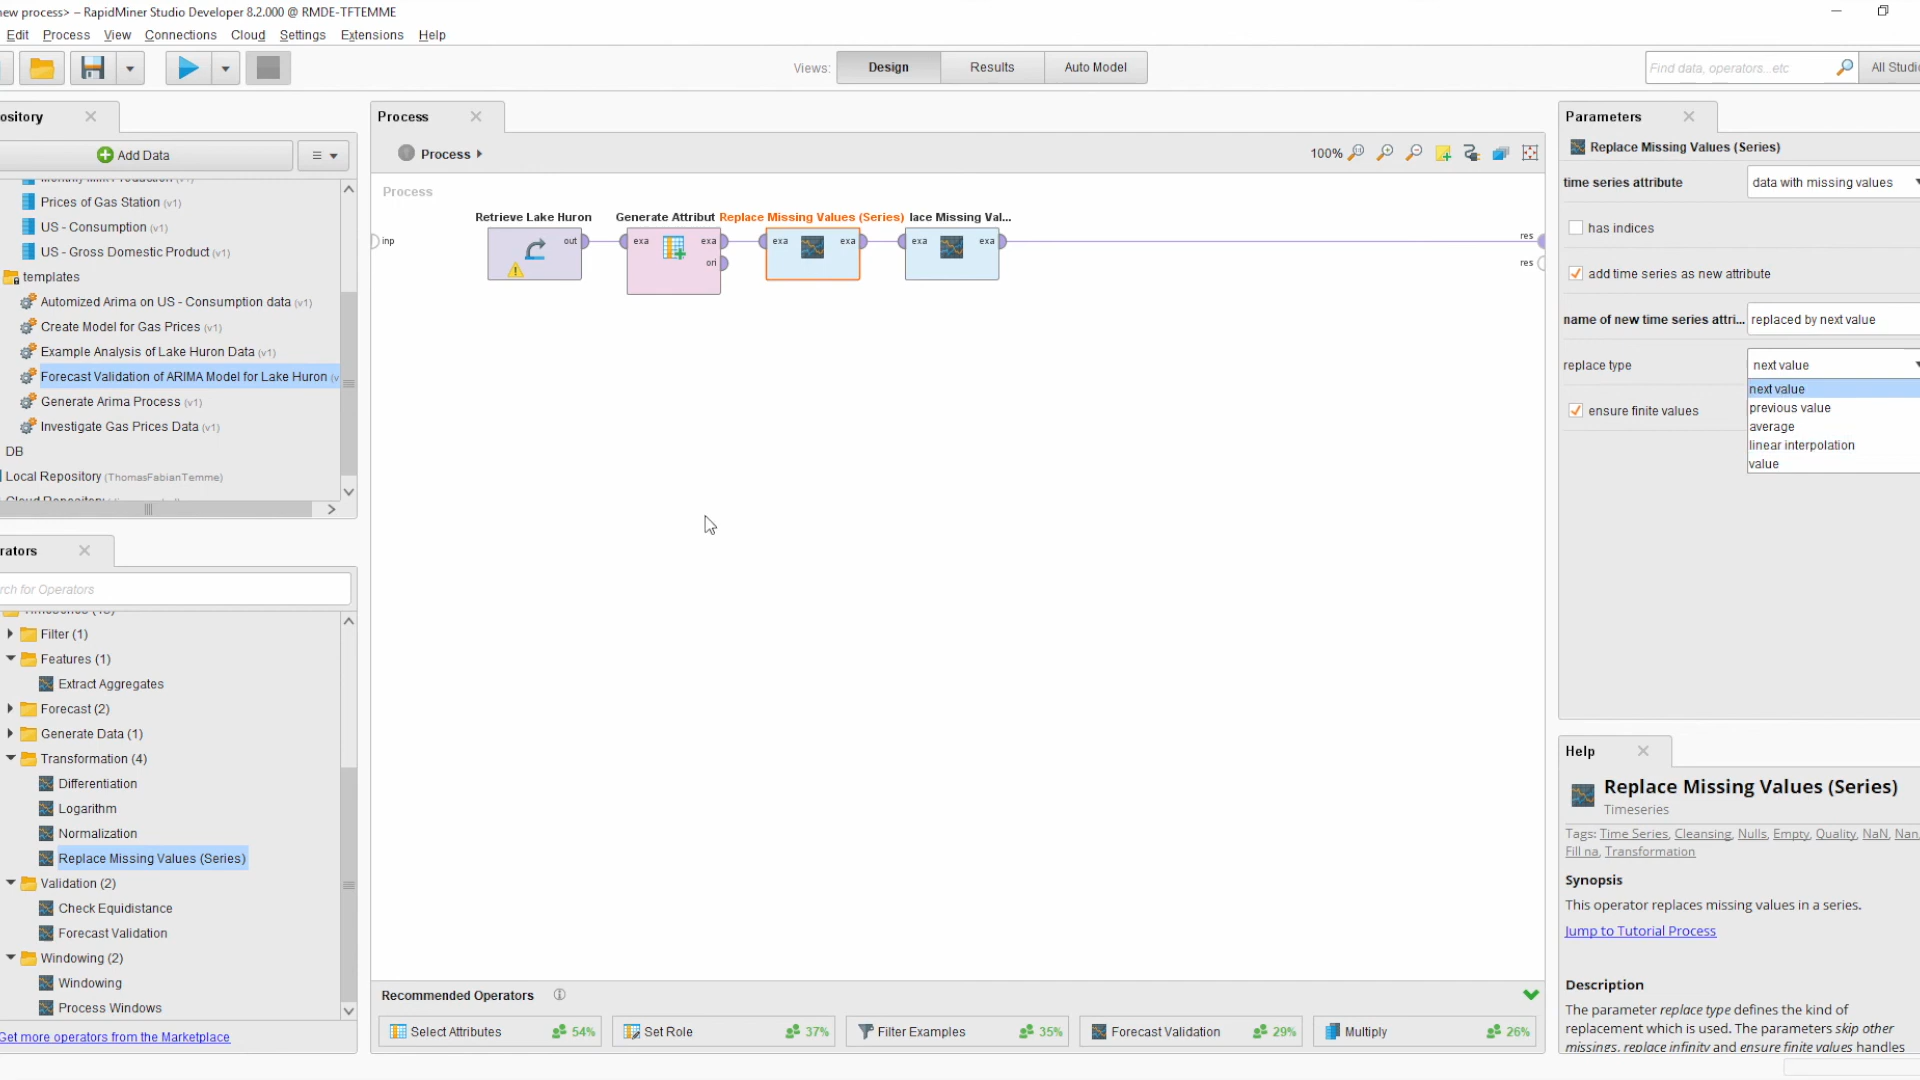 new process> – RapidMiner Studio Developer 8.2.000 @ RMDE-TFTEMME
Edit Process View Connections Cloud Settings Extensions Help
Views: Design Results Auto Model
Find data, operators...etc
All Studi
ository
Add Data
Prices of Gas Station (v1)
US - Consumption (v1)
US - Gross Domestic Product (v1)
templates
Automized Arima on US - Consumption data (v1)
Create Model for Gas Prices (v1)
Example Analysis of Lake Huron Data (v1)
Forecast Validation of ARIMA Model for Lake Huron (v
Generate Arima Process (v1)
Investigate Gas Prices Data (v1)
DB
Local Repository (ThomasFabianTemme)
rators
rch for Operators
Filter (1)
Features (1)
Extract Aggregates
Forecast (2)
Generate Data (1)
Transformation (4)
Differentiation
Logarithm
Normalization
Replace Missing Values (Series)
Validation (2)
Check Equidistance
Forecast Validation
Windowing (2)
Windowing
Process Windows
Get more operators from the Marketplace
Process
Process
100%
Process
Retrieve Lake Huron Generate Attribut Replace Missing Values (Series) lace Missing Val...
inp out exa exa exa exa exa exa res
ori res
Recommended Operators
Select Attributes 54% Set Role 37% Filter Examples 35% Forecast Validation 29% Multiply 26%
Parameters
Replace Missing Values (Series)
time series attribute data with missing values
has indices
add time series as new attribute
name of new time series attri... replaced by next value
replace type next value
next value
previous value
average
linear interpolation
value
ensure finite values
Help
Replace Missing Values (Series)
Timeseries
Tags: Time Series, Cleansing, Nulls, Empty, Quality, NaN, Nan,
Fill na, Transformation
Synopsis
This operator replaces missing values in a series.
Jump to Tutorial Process
Description
The parameter replace type defines the kind of
replacement which is used. The parameters skip other
missings, replace infinity and ensure finite values handles